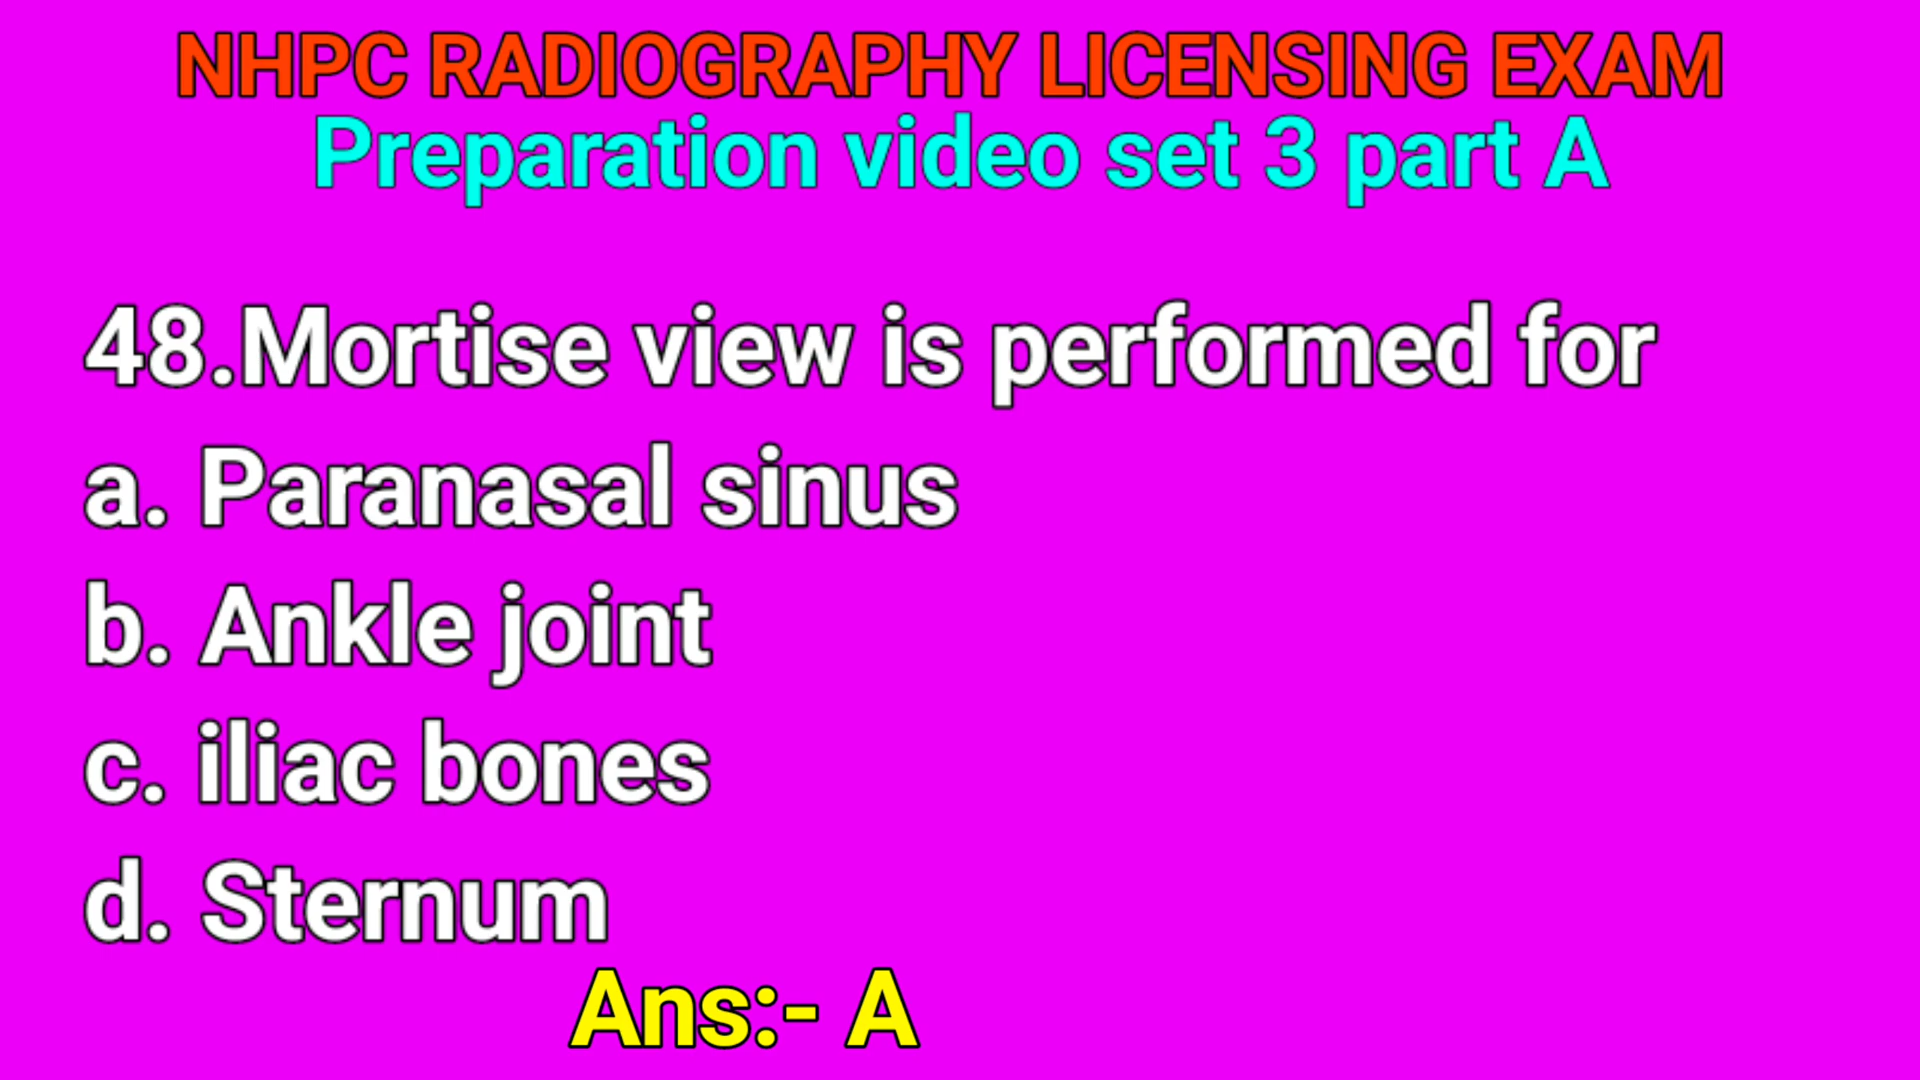 NHPC RADIOGRAPHY LICENSING EXAM
Preparation video set 3 part A
48.Mortise view is performed for
a. Paranasal sinus
b. Ankle joint
c. iliac bones
d. Sternum
Ans:- A